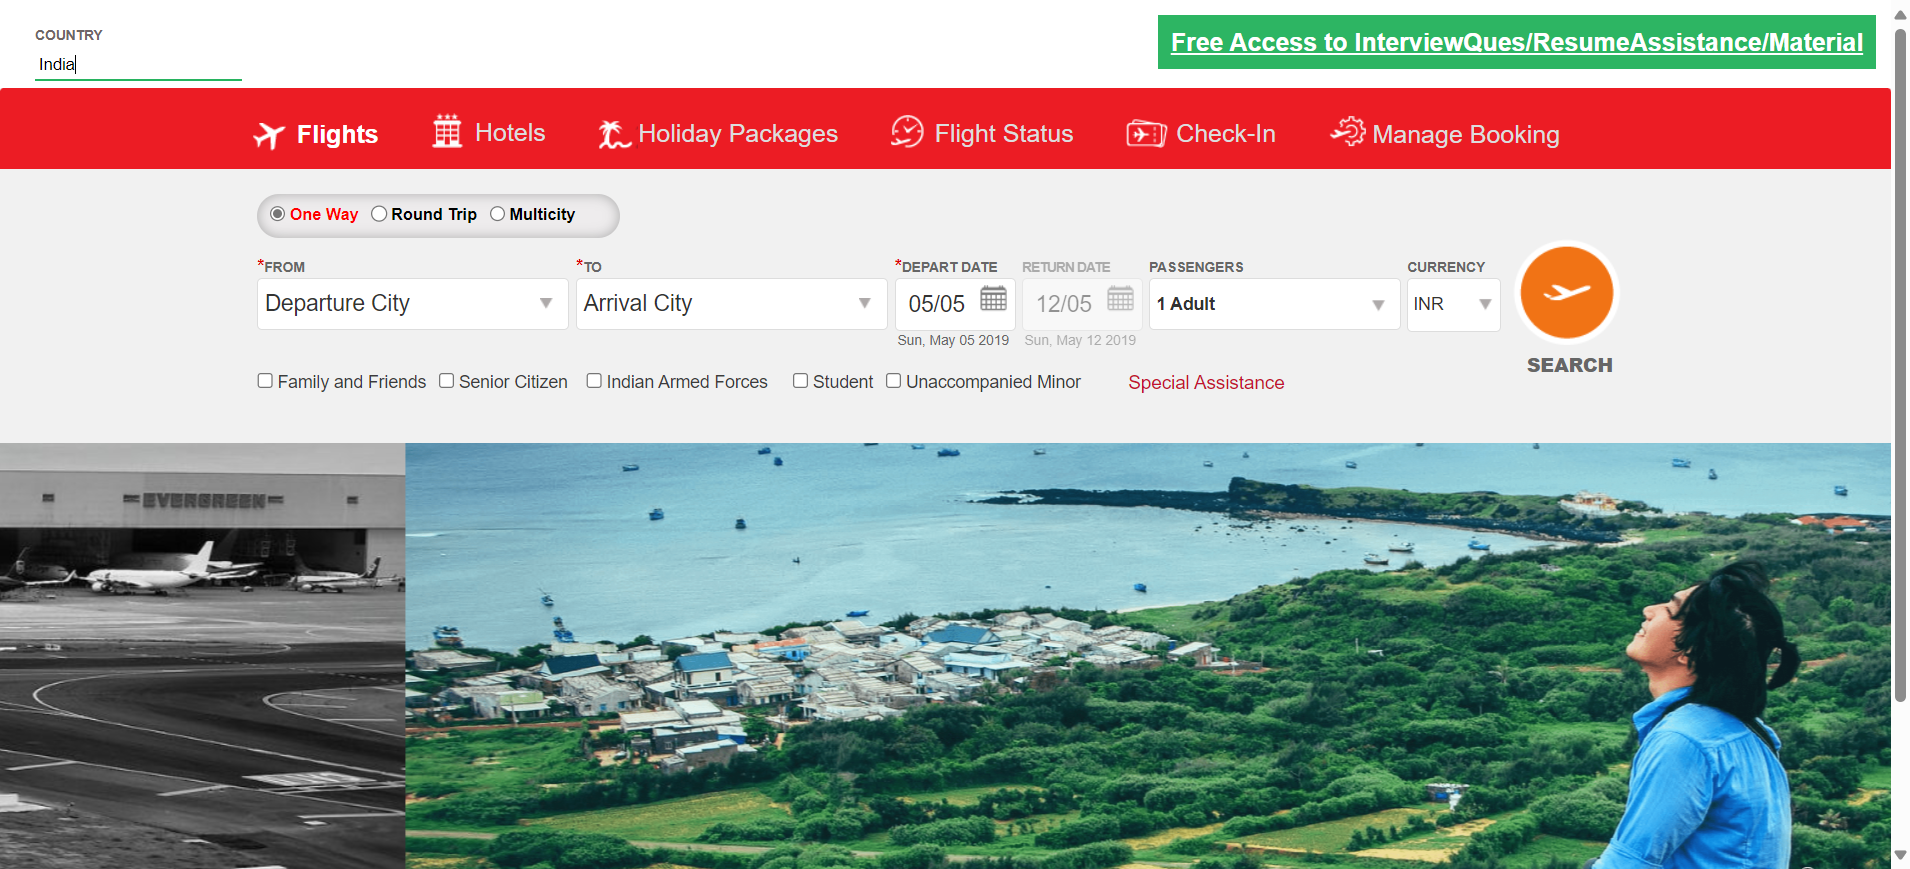 COUNTRY
India
Free Access to InterviewQues/ResumeAssistance/Material
Flights
Hotels
Holiday Packages
Flight Status
Check-In
Manage Booking
One Way
Round Trip
Multicity
*FROM
*TO
*DEPART DATE
RETURN DATE
PASSENGERS
CURRENCY
Departure City
Arrival City
05/05
12/05
1 Adult
INR
Sun, May 05 2019
Sun, May 12 2019
SEARCH
Family and Friends
Senior Citizen
Indian Armed Forces
Student
Unaccompanied Minor
Special Assistance
EVERGREEN